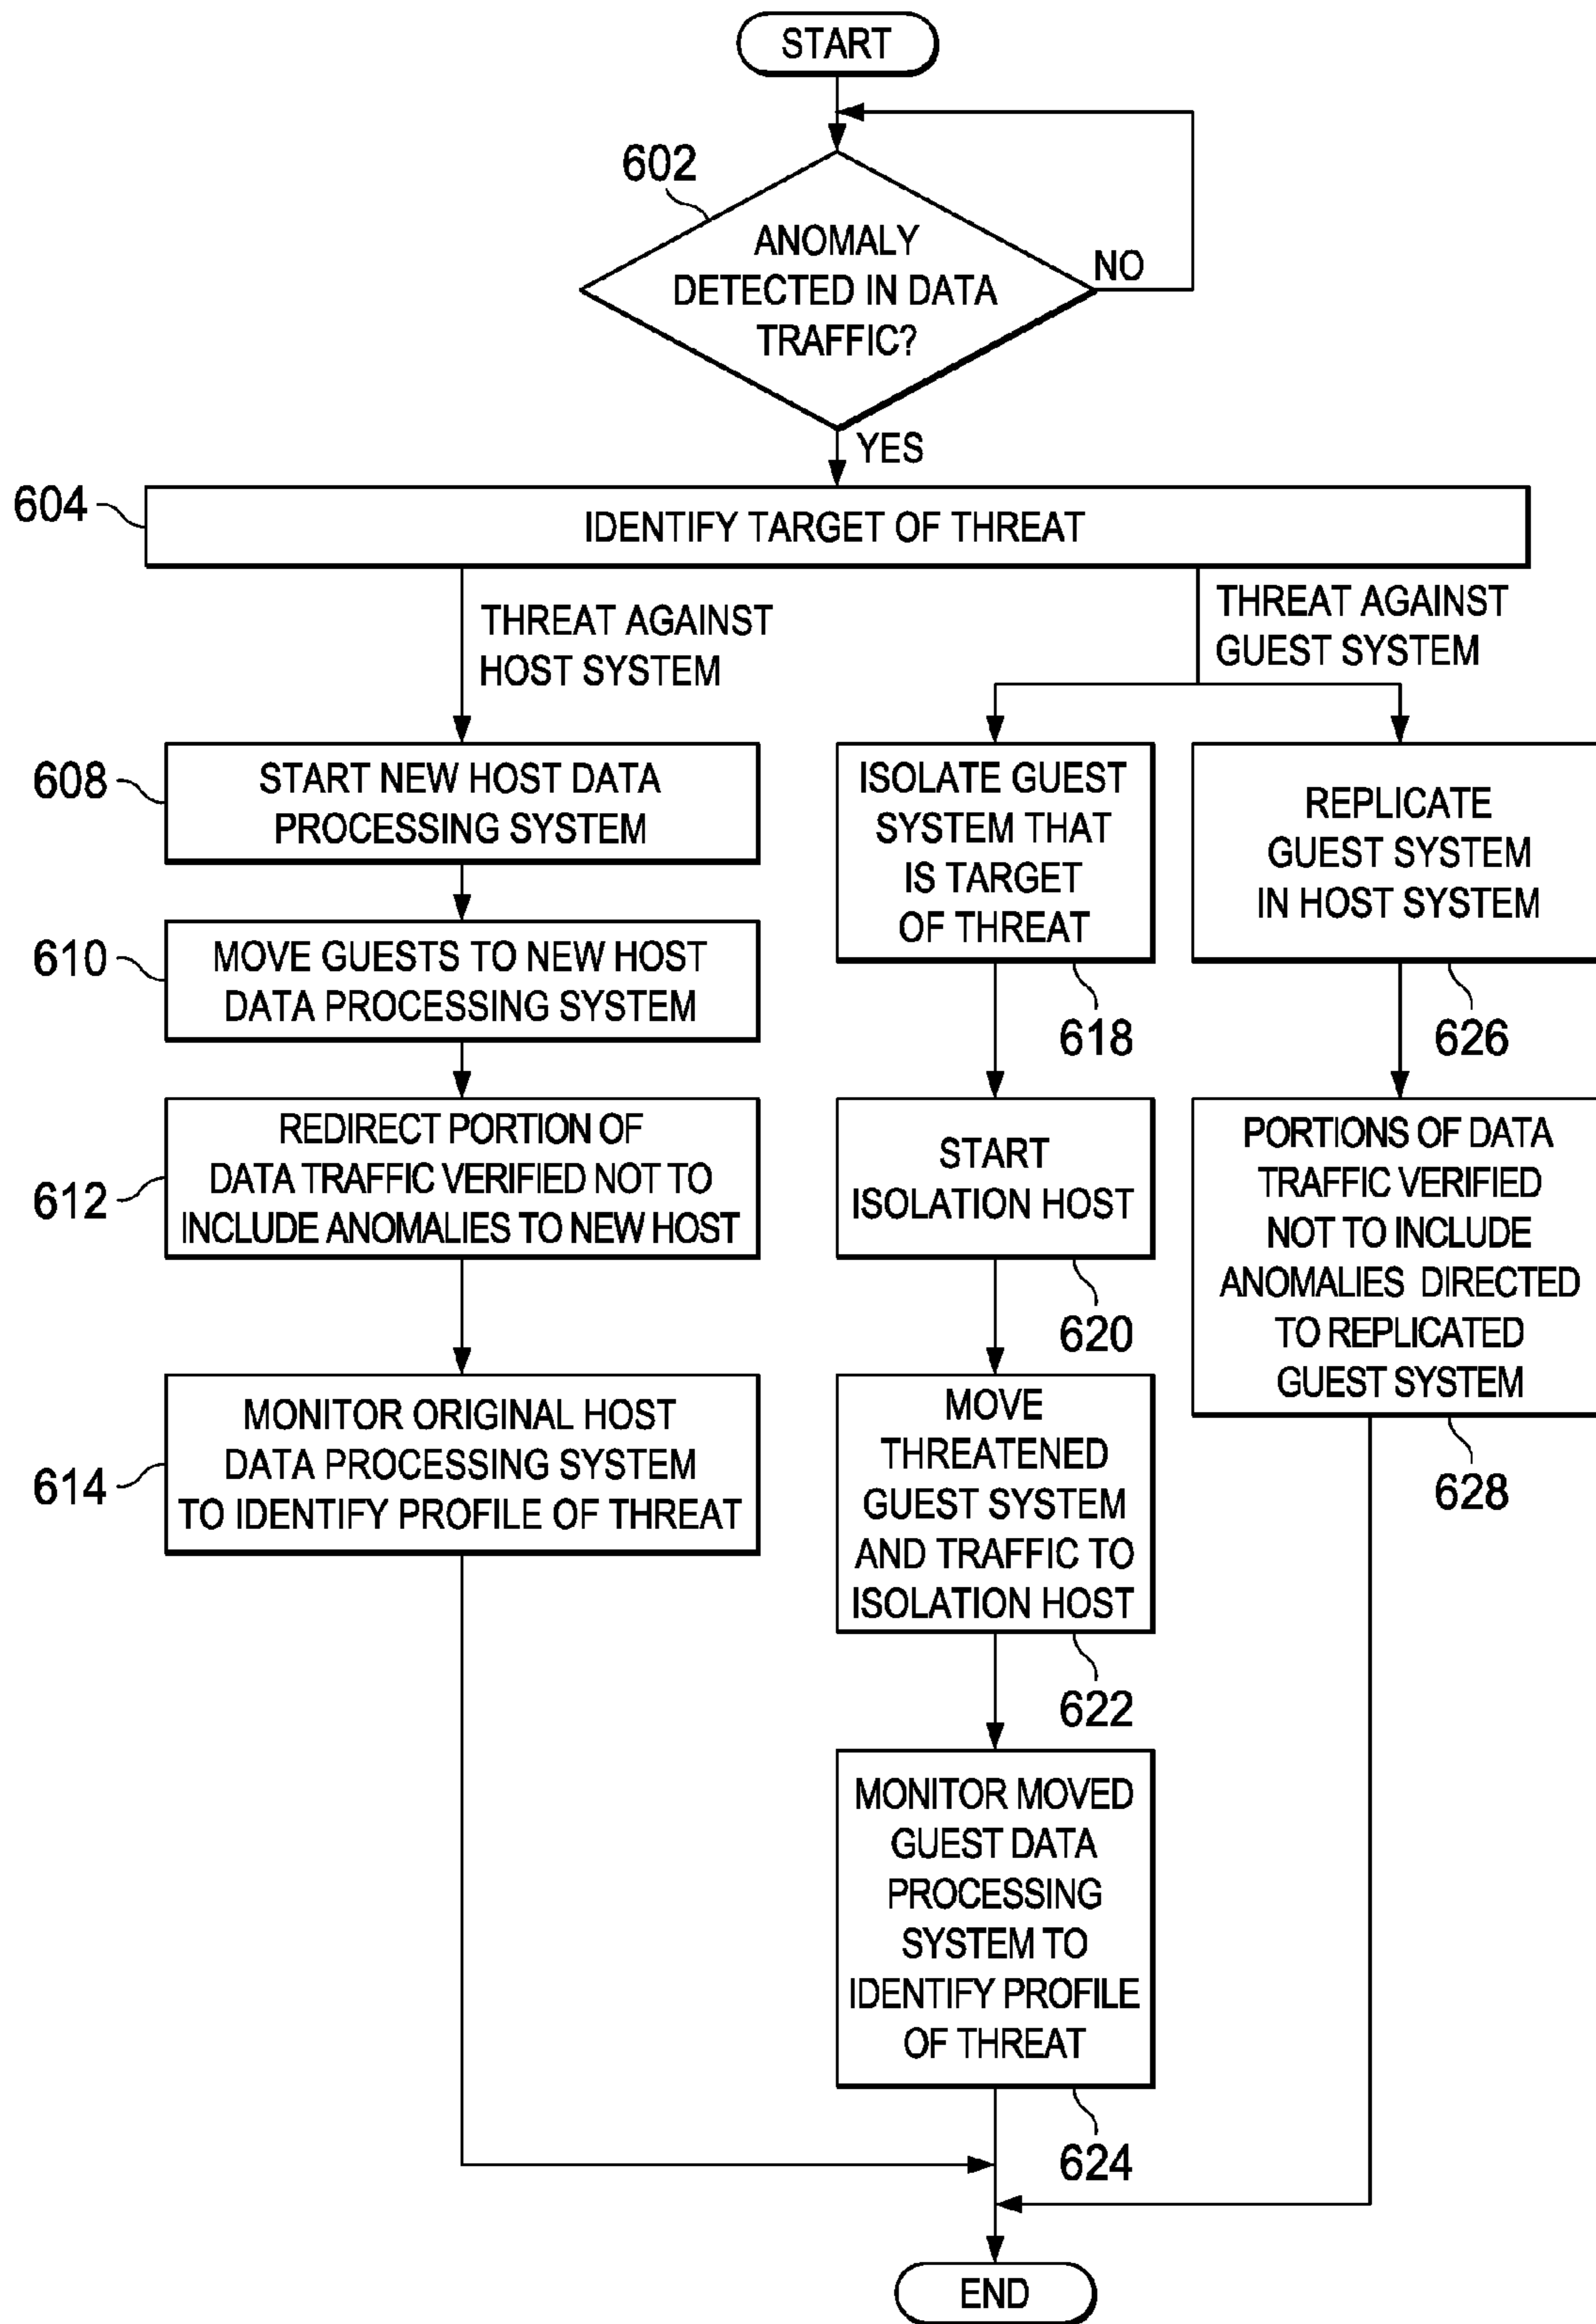 START
602
ANOMALY
DETECTED IN DATA
TRAFFIC?
NO
YES
604
IDENTIFY TARGET OF THREAT
THREAT AGAINST
HOST SYSTEM
THREAT AGAINST
GUEST SYSTEM
608
START NEW HOST DATA
PROCESSING SYSTEM
610
MOVE GUESTS TO NEW HOST
DATA PROCESSING SYSTEM
612
REDIRECT PORTION OF
DATA TRAFFIC VERIFIED NOT TO
INCLUDE ANOMALIES TO NEW HOST
614
MONITOR ORIGINAL HOST
DATA PROCESSING SYSTEM
TO IDENTIFY PROFILE OF THREAT
ISOLATE GUEST
SYSTEM THAT
IS TARGET
OF THREAT
618
START
ISOLATION HOST
620
MOVE
THREATENED
GUEST SYSTEM
AND TRAFFIC TO
ISOLATION HOST
622
MONITOR MOVED
GUEST DATA
PROCESSING
SYSTEM TO
IDENTIFY PROFILE
OF THREAT
624
REPLICATE
GUEST SYSTEM
IN HOST SYSTEM
626
PORTIONS OF DATA
TRAFFIC VERIFIED
NOT TO INCLUDE
ANOMALIES DIRECTED
TO REPLICATED
GUEST SYSTEM
628
END